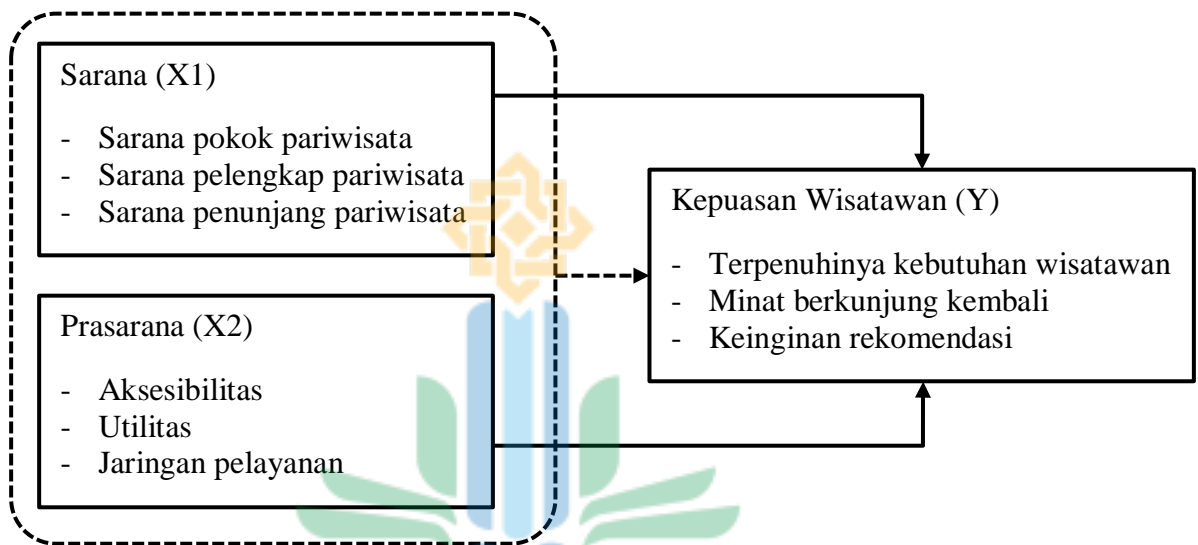 Sarana (X1)
- Sarana pokok pariwisata
- Sarana pelengkap pariwisata
- Sarana penunjang pariwisata
Prasarana (X2)
- Aksesibilitas
- Utilitas
- Jaringan pelayanan
Kepuasan Wisatawan (Y)
- Terpenuhinya kebutuhan wisatawan
- Minat berkunjung kembali
- Keinginan rekomendasi